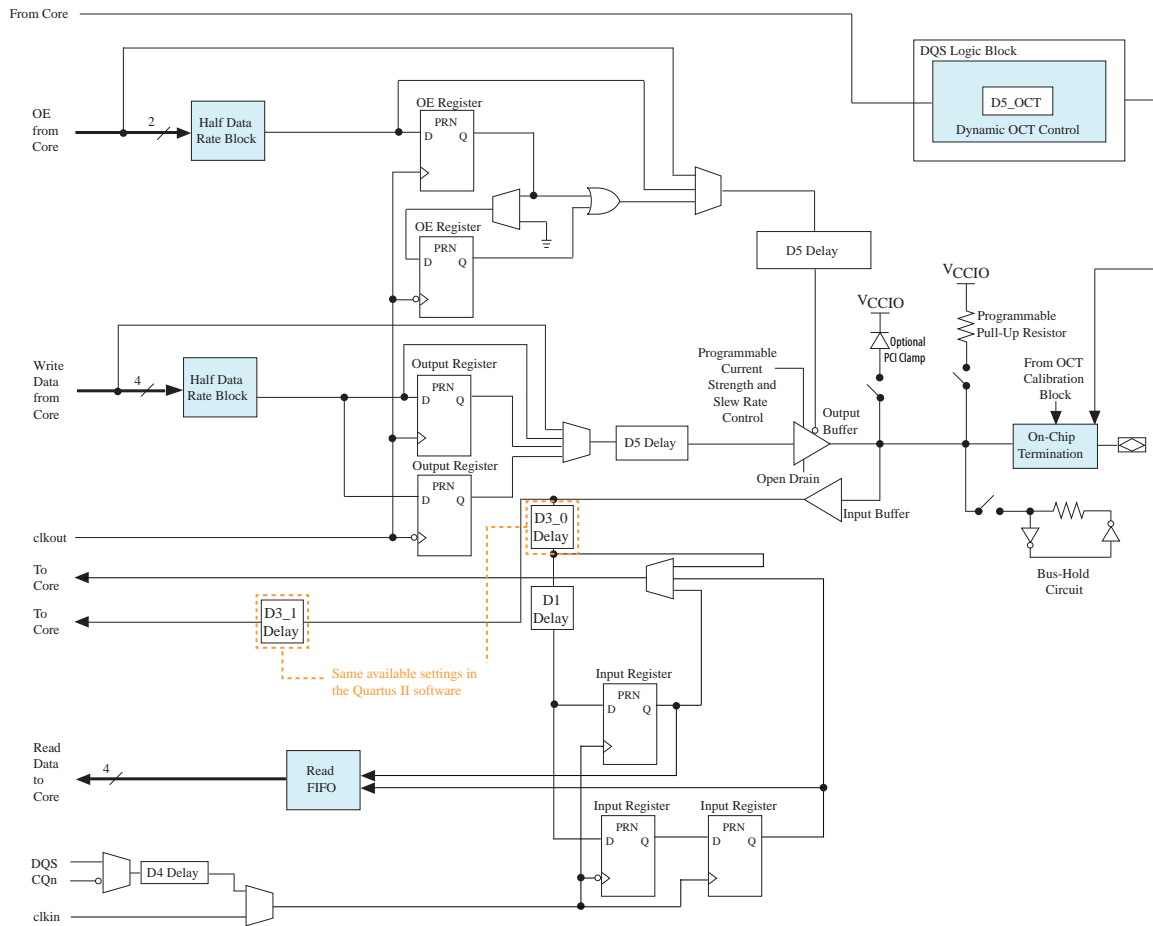 From Core
DQS Logic Block
D5_OCT
Dynamic OCT Control
OE
from
Core
2
Half Data
Rate Block
OE Register
PRN
D
Q
OE Register
PRN
D
Q
D5 Delay
VCCIO
VCCIO
Optional
PCI Clamp
Programmable
Pull-Up Resistor
From OCT
Calibration
Block
Write
Data
from
Core
4
Half Data
Rate Block
Output Register
PRN
D
Q
Output Register
PRN
D
Q
D5 Delay
Programmable
Current
Strength and
Slew Rate
Control
Output
Buffer
Open Drain
Input Buffer
On-Chip
Termination
Bus-Hold
Circuit
clkout
D3_0
Delay
To
Core
D1
Delay
To
Core
D3_1
Delay
Same available settings in
the Quartus II software
Input Register
PRN
D
Q
Read
Data
to
Core
4
Read
FIFO
Input Register
PRN
D
Q
Input Register
PRN
D
Q
DQS
CQn
D4 Delay
clkin